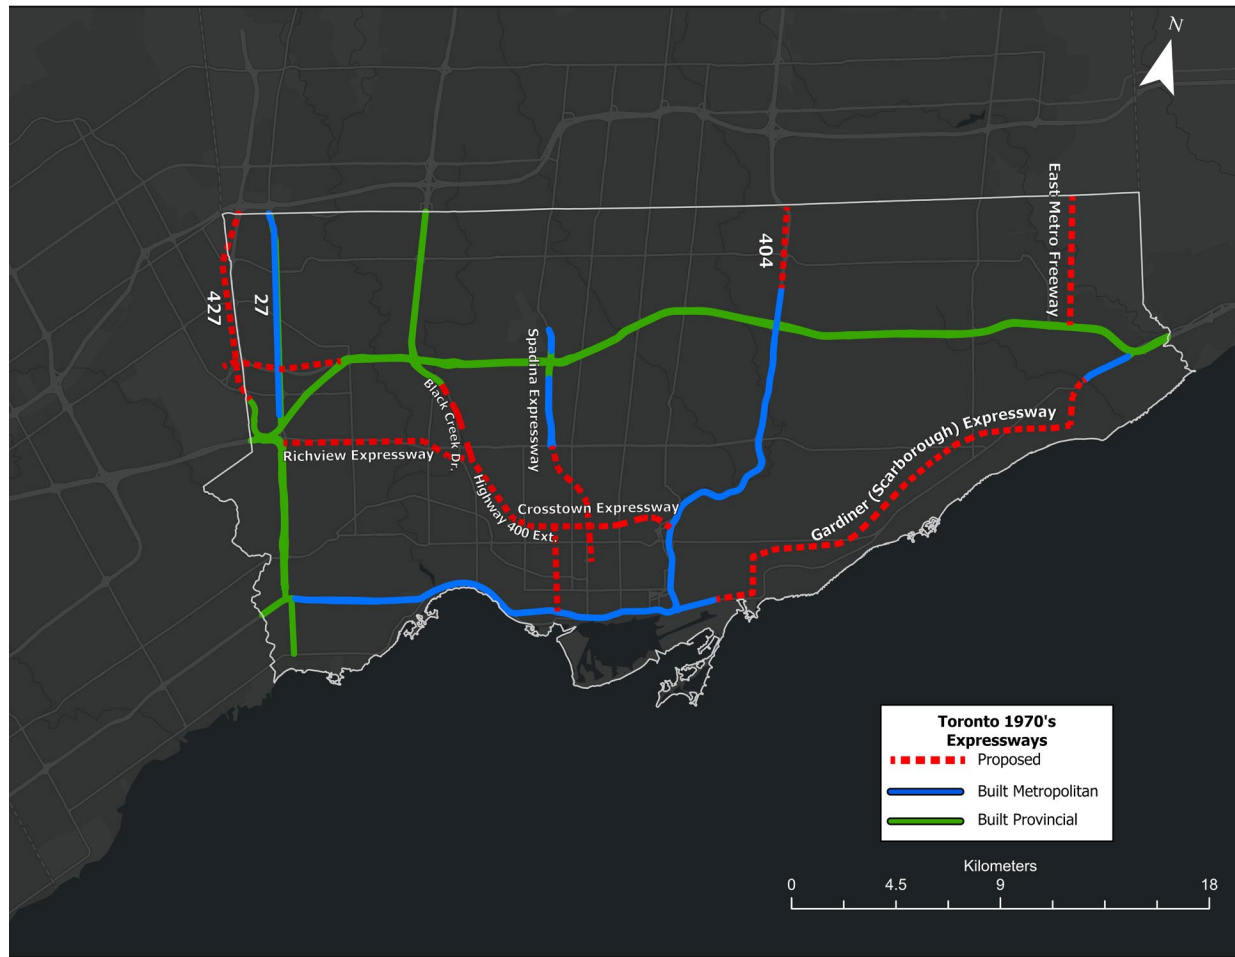 N
East Metro Freeway
404
427
27
Spadina Expressway
Black Creek Dr.
Gardiner (Scarborough) Expressway
Richview Expressway
Highway 400 Ext.
Crosstown Expressway
Toronto 1970's
Expressways
Proposed
Built Metropolitan
Built Provincial
Kilometers
0 4.5 9 18